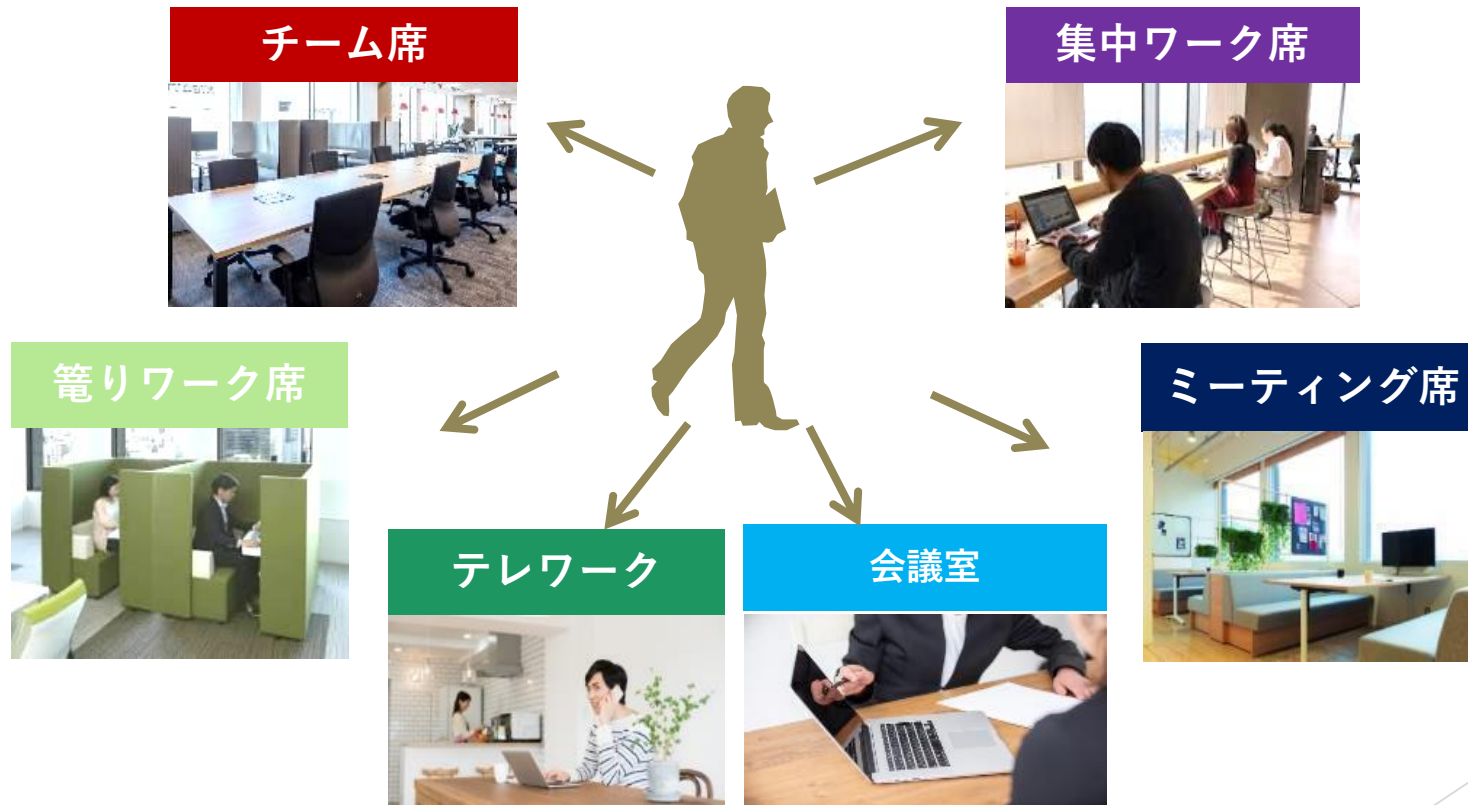 チーム席
集中ワーク席
篭りワーク席
ミーティング席
テレワーク
会議室